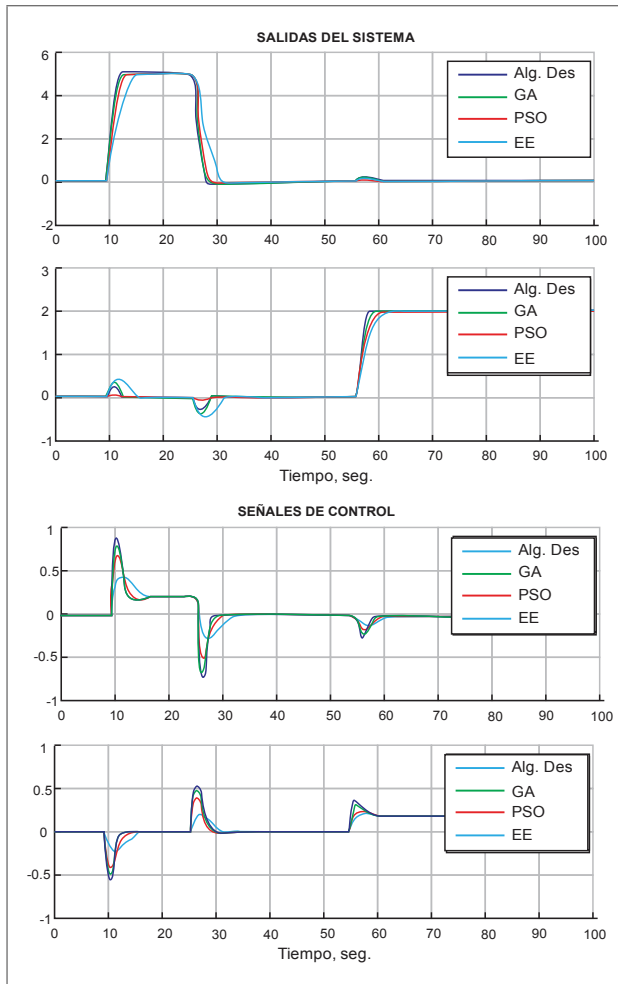 SALIDAS DEL SISTEMA
6
4
2
0
-2
0 10 20 30 40 50 60 70 80 90 100
Alg. Des
GA
PSO
EE
3
2
1
0
-1
0 10 20 30 40 50 60 70 80 90 100
Alg. Des
GA
PSO
EE
Tiempo, seg.
SEÑALES DE CONTROL
1
0.5
0
-0.5
-1
0 10 20 30 40 50 60 70 80 90 100
Alg. Des
GA
PSO
EE
1
0.5
0
-0.5
-1
0 10 20 30 40 50 60 70 80 90 100
Alg. Des
GA
PSO
EE
Tiempo, seg.